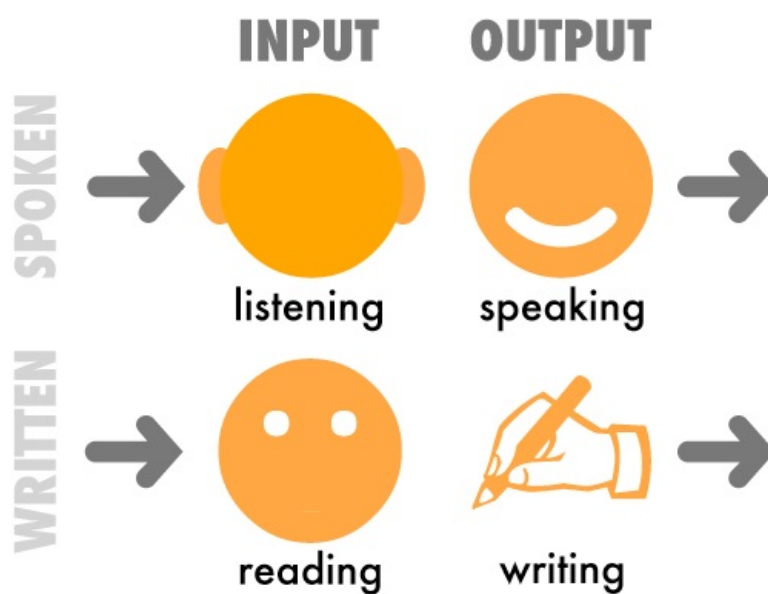 INPUT OUTPUT
SPOKEN
listening speaking
WRITTEN
reading writing